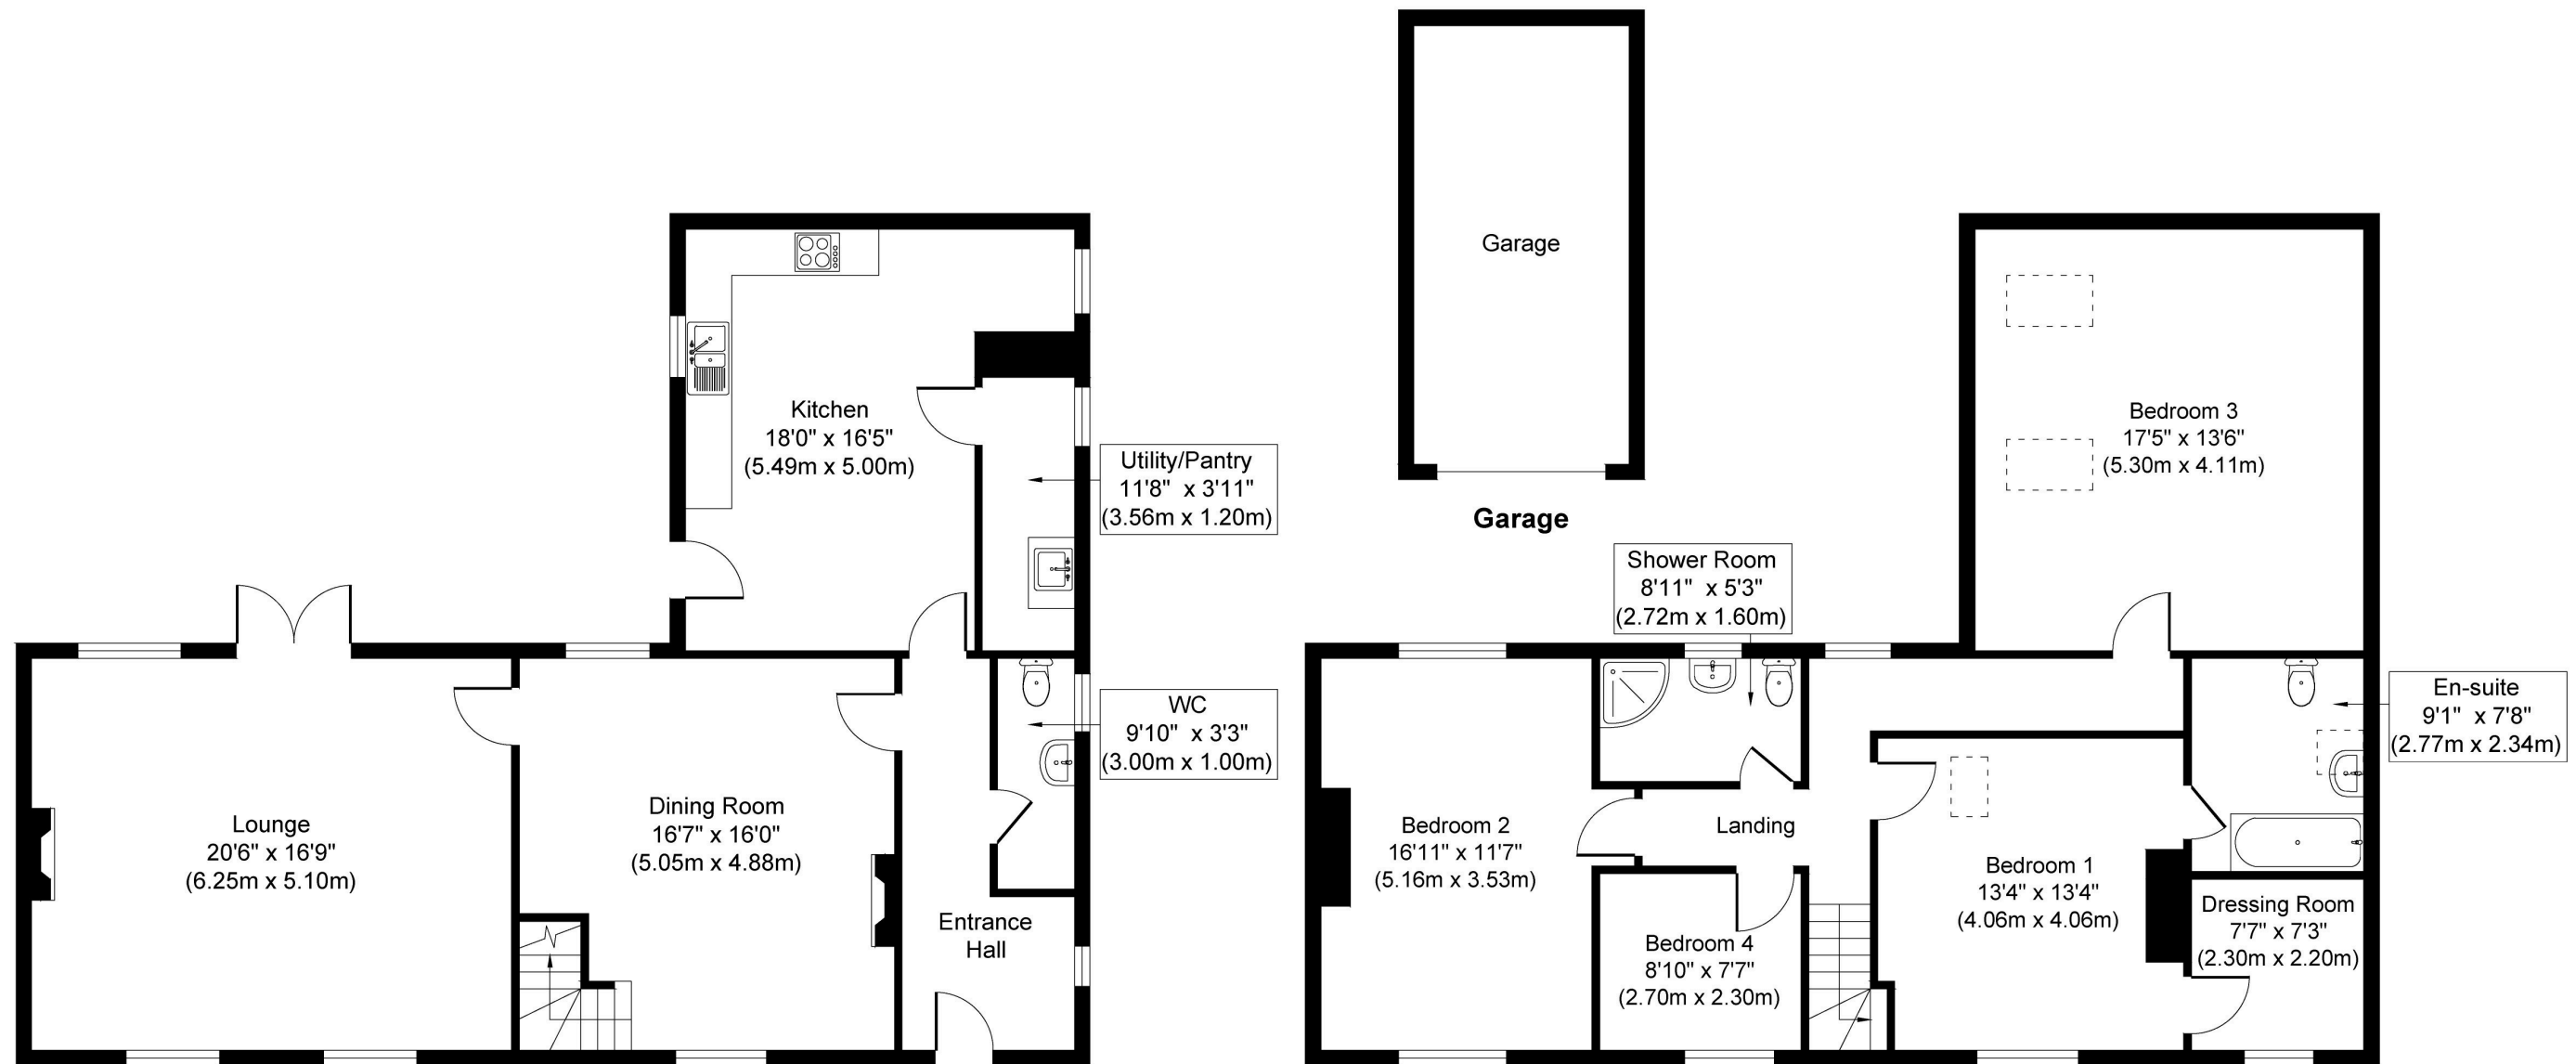 Garage
Garage
Kitchen
18'0" x 16'5"
(5.49m x 5.00m)
Utility/Pantry
11'8" x 3'11"
(3.56m x 1.20m)
WC
9'10" x 3'3"
(3.00m x 1.00m)
Lounge
20'6" x 16'9"
(6.25m x 5.10m)
Dining Room
16'7" x 16'0"
(5.05m x 4.88m)
Entrance
Hall
Bedroom 3
17'5" x 13'6"
(5.30m x 4.11m)
Shower Room
8'11" x 5'3"
(2.72m x 1.60m)
En-suite
9'1" x 7'8"
(2.77m x 2.34m)
Bedroom 2
16'11" x 11'7"
(5.16m x 3.53m)
Landing
Bedroom 1
13'4" x 13'4"
(4.06m x 4.06m)
Dressing Room
7'7" x 7'3"
(2.30m x 2.20m)
Bedroom 4
8'10" x 7'7"
(2.70m x 2.30m)